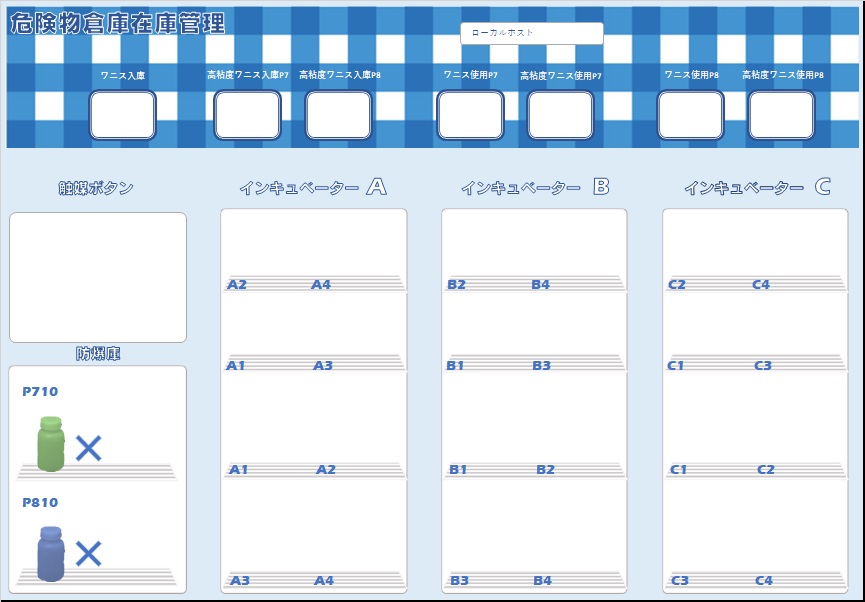 危険物倉庫在庫管理
ローカルホスト
ワニス入庫 高粘度ワニス入庫P7 高粘度ワニス入庫P8 ワニス使用P7 高粘度ワニス使用P7 ワニス使用P8 高粘度ワニス使用P8
触媒ボタン
インキュベーター A
インキュベーター B
インキュベーター C
防爆庫
P710
×
P810
×
A2 A4
A1 A3
A1 A2
A3 A4
B2 B4
B1 B3
B1 B2
B3 B4
C2 C4
C1 C3
C1 C2
C3 C4